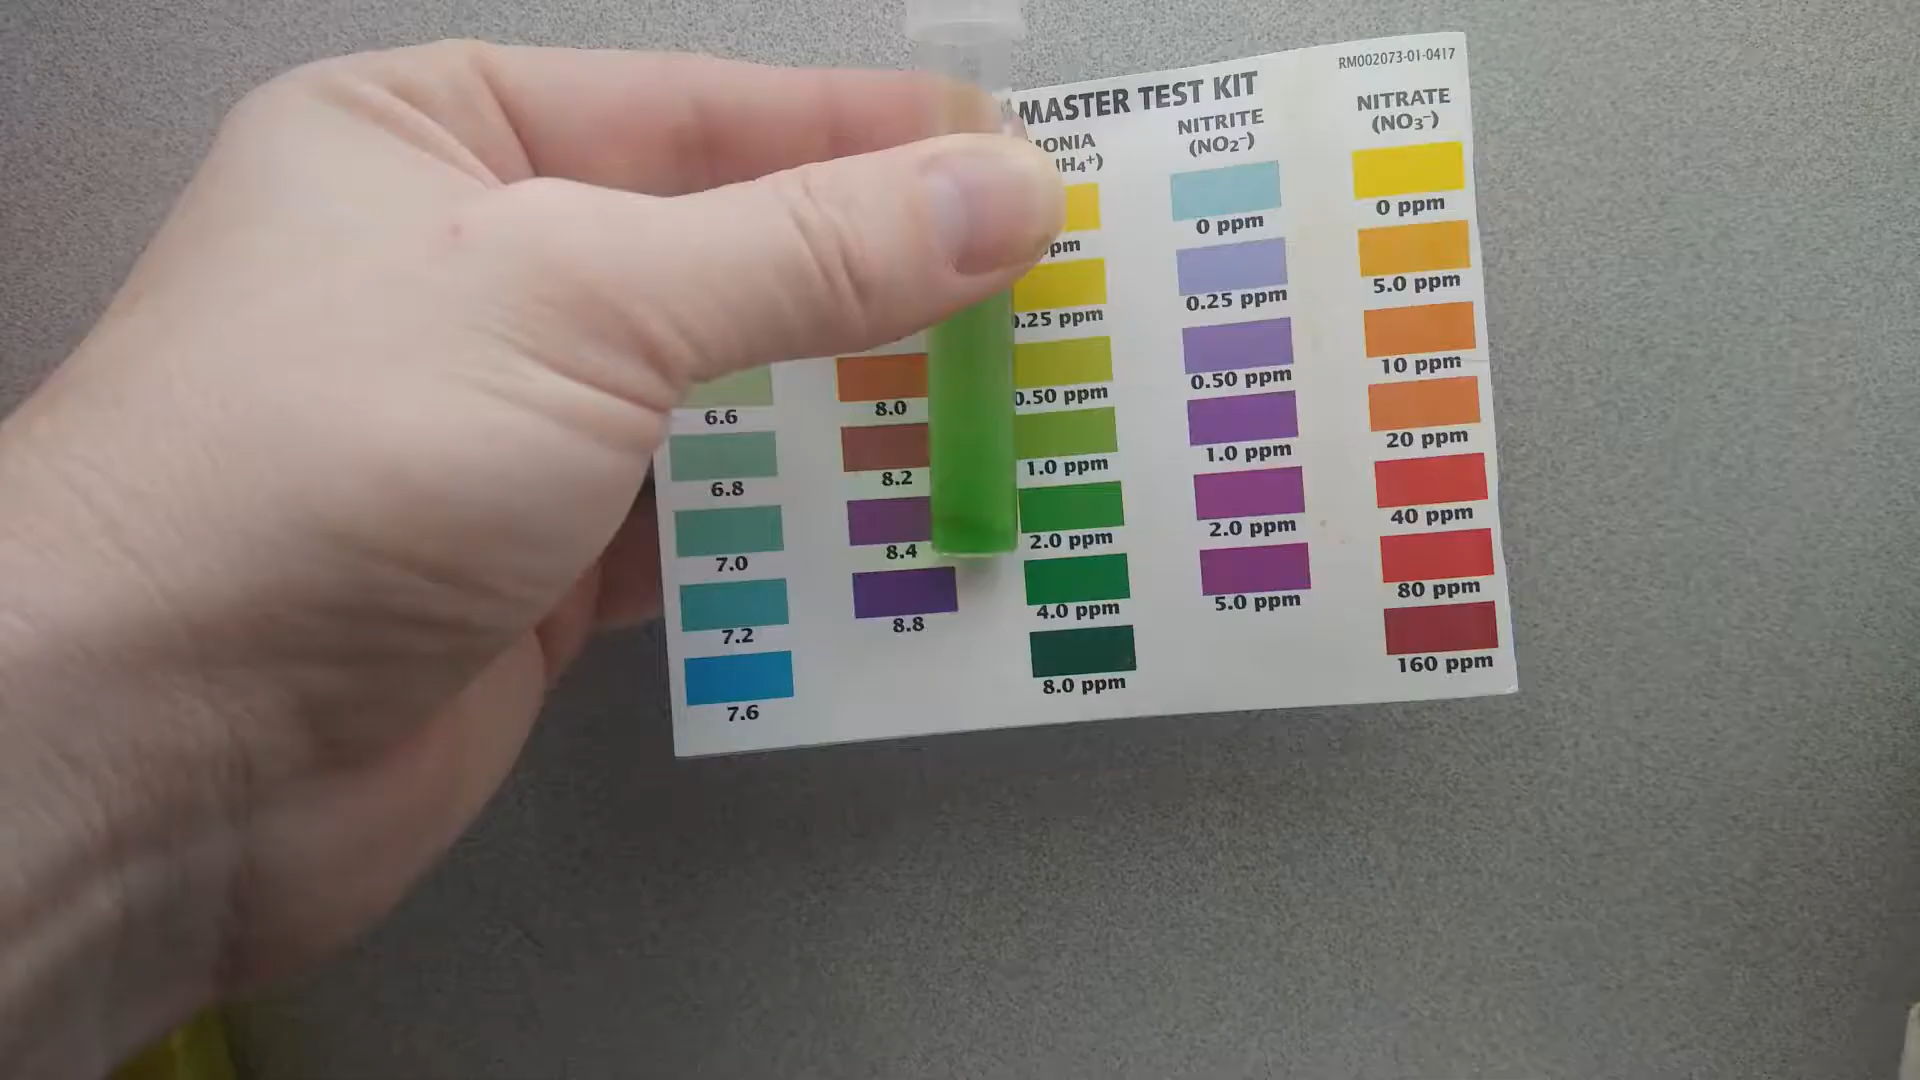 RM002073-01-0417
MASTER TEST KIT
NITRITE
(NO₂⁻)
NITRATE
(NO₃⁻)
0 ppm
0.25 ppm
0.50 ppm
1.0 ppm
2.0 ppm
5.0 ppm
0 ppm
5.0 ppm
10 ppm
20 ppm
40 ppm
80 ppm
160 ppm
.25 ppm
0.50 ppm
1.0 ppm
2.0 ppm
4.0 ppm
8.0 ppm
8.0
8.2
8.4
8.8
6.6
6.8
7.0
7.2
7.6